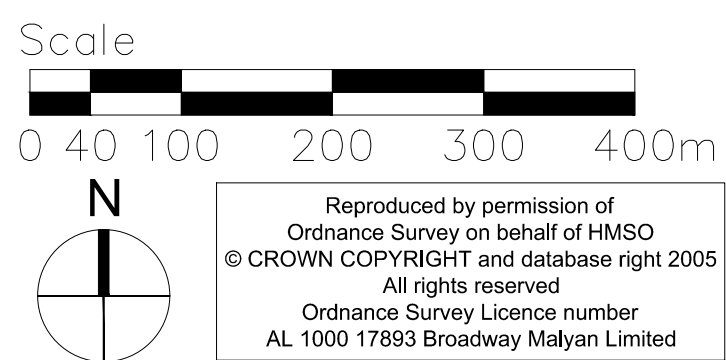 Scale
0 40 100 200 300 400m
N
Reproduced by permission of
Ordnance Survey on behalf of HMSO
© CROWN COPYRIGHT and database right 2005
All rights reserved
Ordnance Survey Licence number
AL 1000 17893 Broadway Malyan Limited